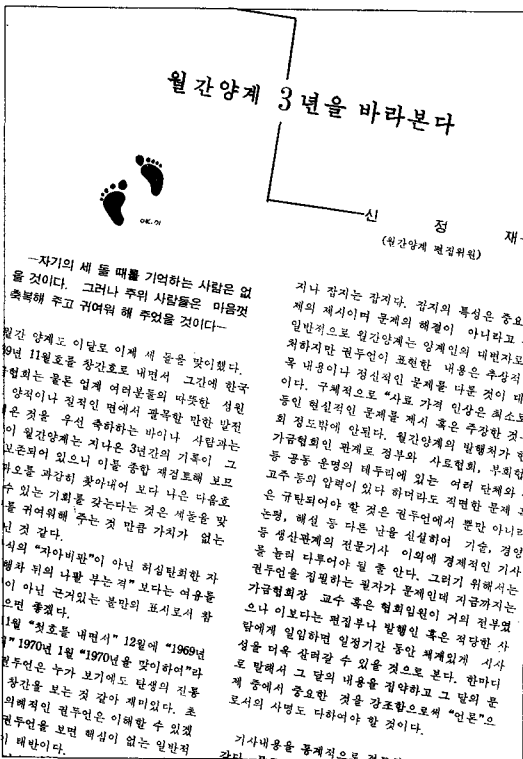 월간양계 3년을 바라본다
신 정 재
(월간양계 편집위원)
—자기의 세 돌 때를 기억하는 사람은 없
을 것이다. 그러나 주위 사람들은 마음껏
축복해 주고 귀여워 해 주었을 것이다—
월간 양계도 이달로 이제 세 돌을 맞이했다.
69년 11월호를 창간호로 내면서 그간에 한국
협회는 물론 업계 여러분들의 따뜻한 성원
양적이나 질적인 면에서 괄목할 만한 발전
은 것을 우선 축하하는 바이나 사람과는
이 월간양계는 지나온 3년간의 기록이 그
보존되어 있으니 이를 종합 재검토해 보므
과오를 과감히 찾아내어 보다 나은 다음호
수 있는 기회를 갖는다는 것은 세돌을 맞
를 귀여워해 주는 것 만큼 가치가 없는
닌 것 같다.
식의 "자아비판"이 아닌 허심탄회한 자
행차 뒤의 나팔 부는 격" 보다는 여유들
이 아닌 근거있는 불만의 표시로서 참
으면 좋겠다.
11월 "첫호를 내면서" 12월에 "1969년
" 1970년 1월 "1970년을 맞이하여"라
권두언은 누가 보기에도 탄생의 진통
창간을 보는 것 같아 재미있다. 초
의례적인 권두언은 이해할 수 있겠
권두언을 보면 핵심이 없는 일반적
태반이다.
지나 잡지는 잡지다. 잡지의 특성은 중요
제의 제시이며 문제의 해결이 아니라고
일반적으로 월간양계는 양계인의 대변자로
처하지만 권두언이 표현한 내용은 추상적
목 내용이나 정신적인 문제를 다룬 것이 대
이다. 구체적으로 "사료 가격 인상은 최소로
등인 현실적인 문제를 제시 혹은 주장한 것
회 정도밖에 안된다. 월간양계의 발행처가 한
가금협회인 관계로 정부와 사료협회, 부화협
등 공동 운명의 테두리에 있는 여러 단체와
고주 등의 압력이 있다 하더라도 직면한 문제
은 규탄되어야 할 것은 권두언에서 뿐만 아니라
논평, 해설 등 다른 난을 신설하여 기술, 경양
등 생산관계의 전문기사 이외에 경제적인 기사
를 늘려 다루어야 될 줄 안다. 그러기 위해서는
권두언을 집필하는 필자가 문제인데 지금까지는
가금협회장 교수 혹은 협회임원이 거의 전부였
으나 이보다는 편집부나 발행인 혹은 적당한 사
람에게 일임하면 일정기간 동안 체계있게 시사
성을 더욱 살려갈 수 있을 것으로 본다. 한마디
로 말해서 그 달의 내용을 집약하고 그 달의 문
제 중에서 중요한 것을 강조함으로써 "언론"으
로서의 사명도 다하여야 할 것이다.
기사내용을 통계적으로